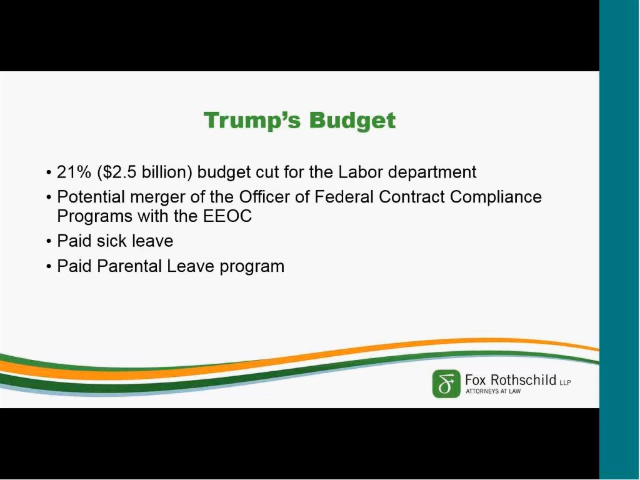 Trump's Budget
• 21% ($2.5 billion) budget cut for the Labor department
• Potential merger of the Officer of Federal Contract Compliance
Programs with the EEOC
• Paid sick leave
• Paid Parental Leave program
Fox Rothschild LLP
ATTORNEYS AT LAW